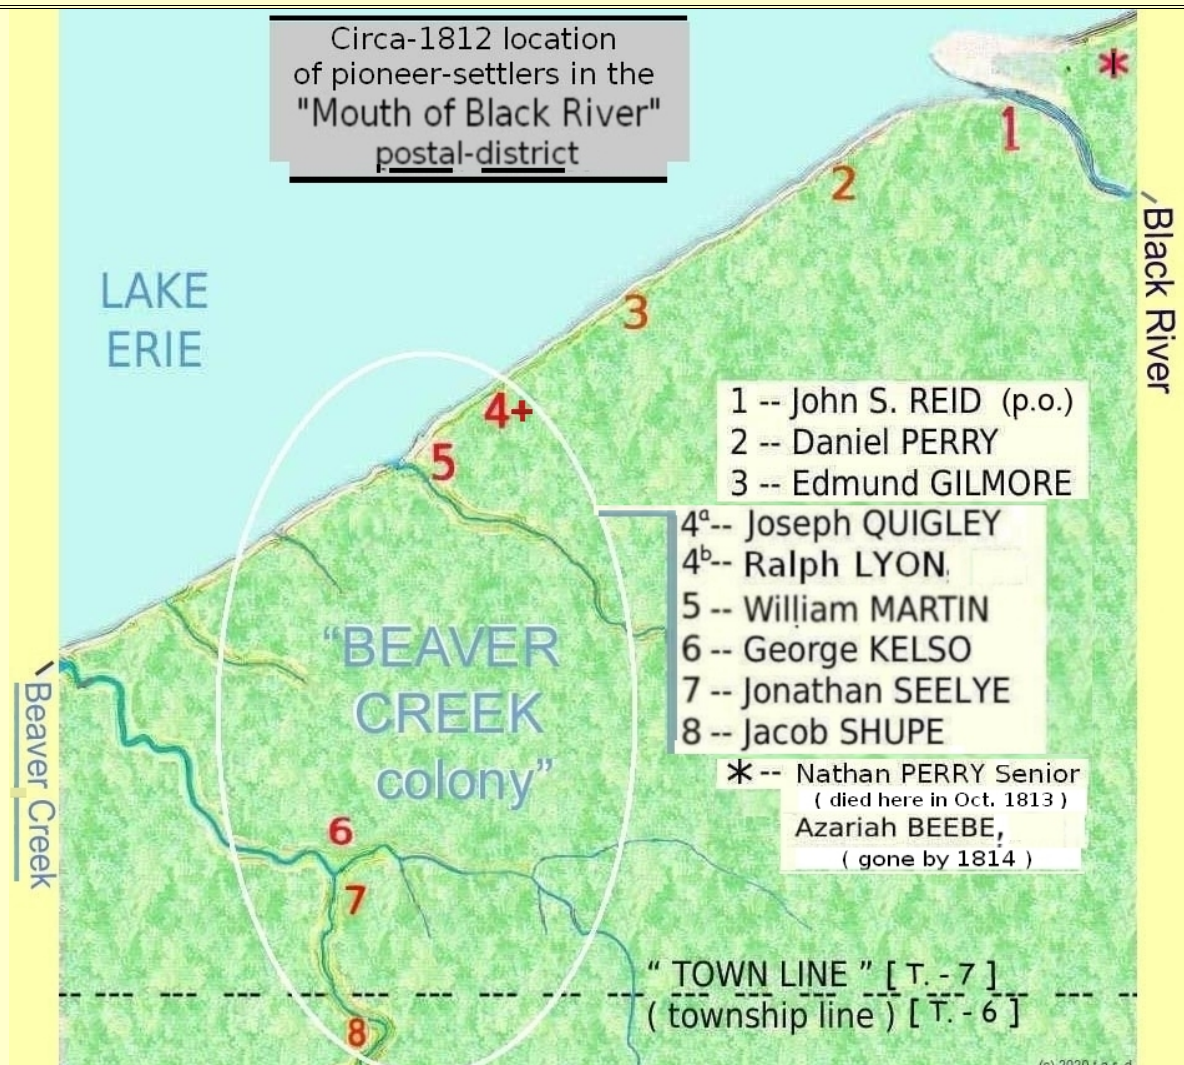 Circa-1812 location
of pioneer-settlers in the
"Mouth of Black River"
postal-district
*
1
2
Black River
LAKE
ERIE
3
4+
5
1 -- John S. REID (p.o.)
2 -- Daniel PERRY
3 -- Edmund GILMORE
4ª-- Joseph QUIGLEY
4ᵇ-- Ralph LYON
5 -- William MARTIN
6 -- George KELSO
7 -- Jonathan SEELYE
8 -- Jacob SHUPE
* -- Nathan PERRY Senior
( died here in Oct. 1813 )
Azariah BEEBE,
( gone by 1814 )
“BEAVER
CREEK
colony”
Beaver Creek
6
7
“ TOWN LINE ” [ T. - 7 ]
( township line ) [ T. - 6 ]
8